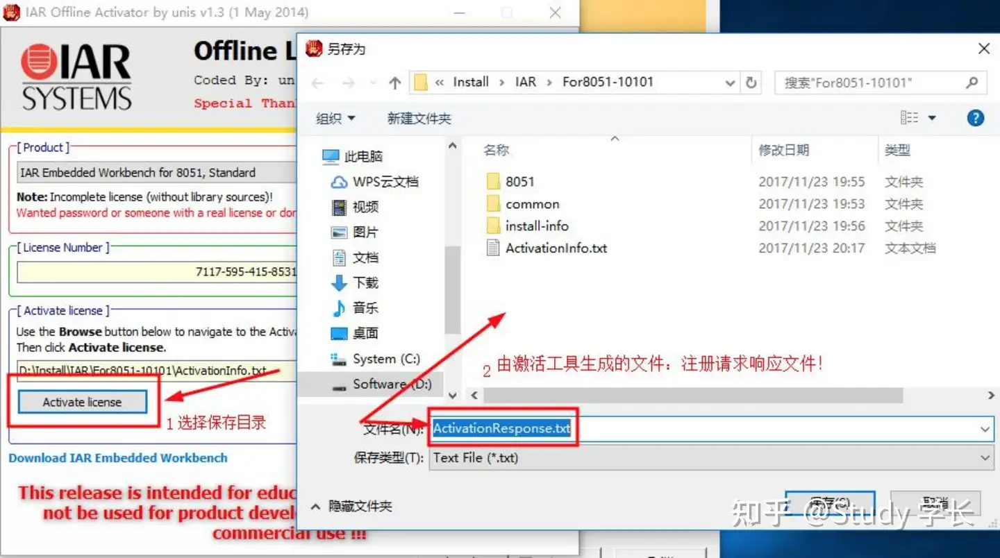 IAR Offline Activator by unis v1.3 (1 May 2014)
IAR
SYSTEMS
Offline L
Coded By: un
Special Than
[ Product ]
IAR Embedded Workbench for 8051, Standard
Note: Incomplete license (without library sources)!
Wanted password or someone with a real license or don
[ License Number ]
7117-595-415-8531
[ Activate license ]
Use the Browse button below to navigate to the Activa
Then click Activate license.
D:\Install\IAR\For8051-10101\ActivationInfo.txt
Activate license
1 选择保存目录
Download IAR Embedded Workbench
This release is intended for educ
not be used for product devel
commercial use !!!
另存为
« Install › IAR › For8051-10101
搜索"For8051-10101"
组织
新建文件夹
此电脑
WPS云文档
视频
图片
文档
下载
音乐
桌面
System (C:)
Software (D:)
名称 修改日期 类型
8051 2017/11/23 19:55 文件夹
common 2017/11/23 19:53 文件夹
install-info 2017/11/23 19:56 文件夹
ActivationInfo.txt 2017/11/23 20:17 文本文档
2 由激活工具生成的文件：注册请求响应文件！
文件名(N): ActivationResponse.txt
保存类型(T): Text File (*.txt)
隐藏文件夹
保存(S)
取消
知乎 @Study 学长